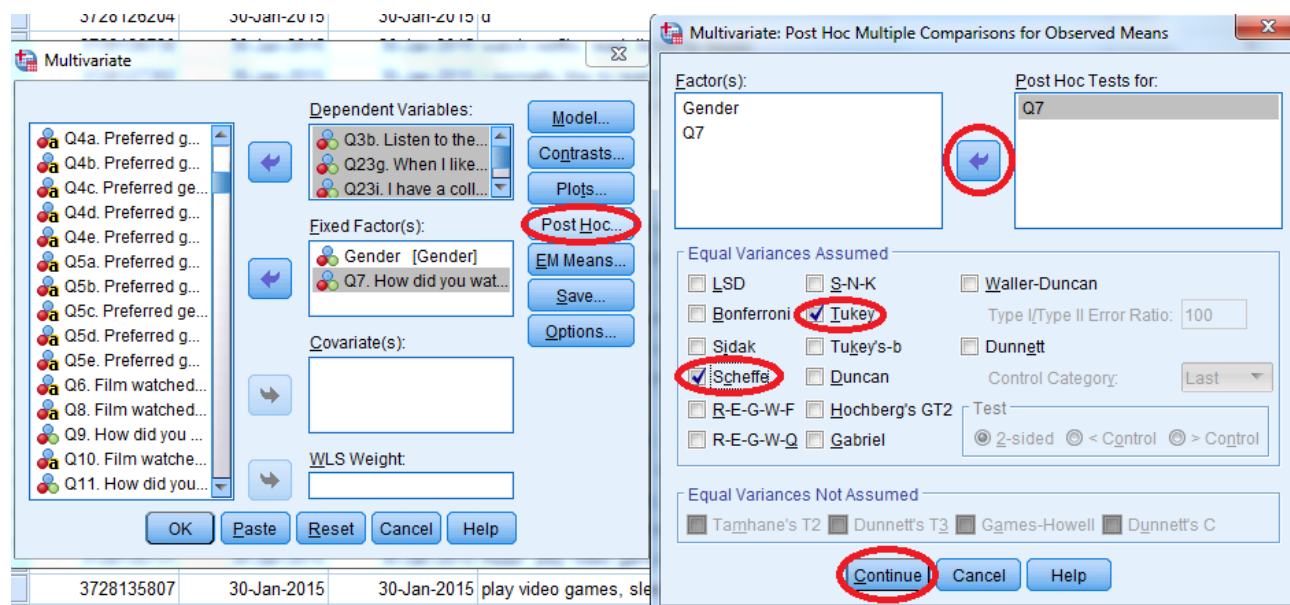 3728126204 30-Jan-2015 30-Jan-2015 d
Multivariate
Dependent Variables:
Q4a. Preferred g...
Q4b. Preferred g...
Q4c. Preferred ge...
Q4d. Preferred g...
Q4e. Preferred g...
Q5a. Preferred g...
Q5b. Preferred g...
Q5c. Preferred ge...
Q5d. Preferred g...
Q5e. Preferred g...
Q6. Film watched...
Q8. Film watched...
Q9. How did you ...
Q10. Film watche...
Q11. How did you...
Q3b. Listen to the...
Q23g. When I like...
Q23i. I have a coll...
Fixed Factor(s):
Gender [Gender]
Q7. How did you wat...
Covariate(s):
WLS Weight:
Model...
Contrasts...
Plots...
Post Hoc...
EM Means...
Save...
Options...
OK Paste Reset Cancel Help
3728135807 30-Jan-2015 30-Jan-2015 play video games, sle
Multivariate: Post Hoc Multiple Comparisons for Observed Means
Factor(s):
Gender
Q7
Post Hoc Tests for:
Q7
Equal Variances Assumed
LSD S-N-K Waller-Duncan
Bonferroni Tukey Type I/Type II Error Ratio: 100
Sidak Tukey's-b Dunnett
Scheffe Duncan Control Category: Last
R-E-G-W-F Hochberg's GT2 Test
R-E-G-W-Q Gabriel 2-sided < Control > Control
Equal Variances Not Assumed
Tamhane's T2 Dunnett's T3 Games-Howell Dunnett's C
Continue Cancel Help